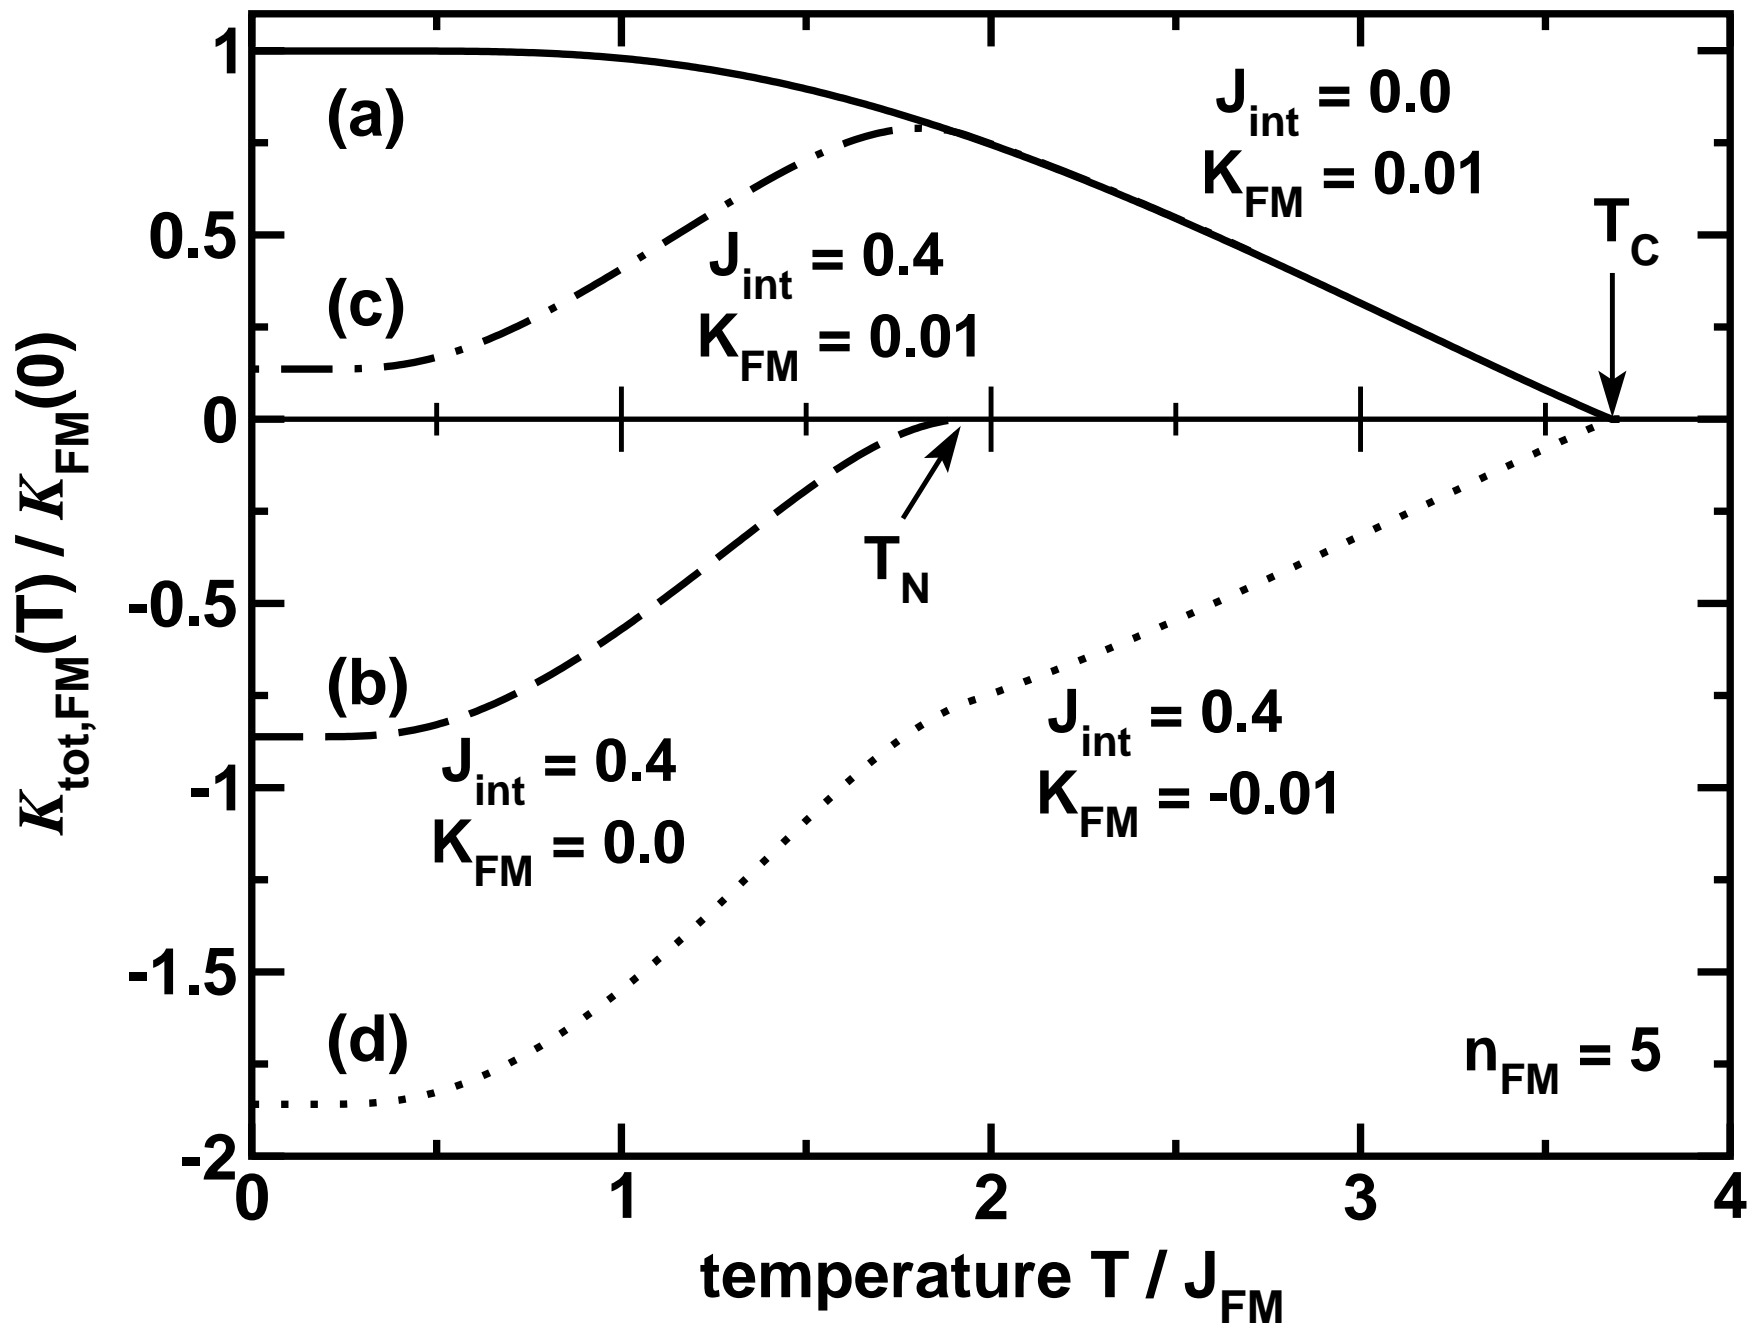 1
0.5
0
-0.5
-1
-1.5
-2
0
1
2
3
4
K_tot,FM(T) / K_FM(0)
temperature T / J_FM
(a)
J_int = 0.0
K_FM = 0.01
T_C
(c)
J_int = 0.4
K_FM = 0.01
T_N
(b)
J_int = 0.4
K_FM = 0.0
J_int = 0.4
K_FM = -0.01
(d)
n_FM = 5